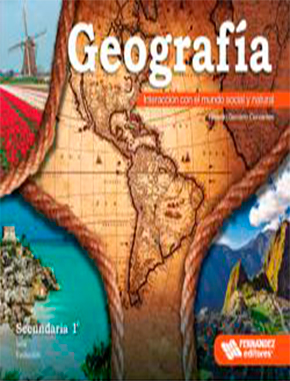 Geografía
Interacción con el mundo social y natural
Secundaria 1°
FERNÁNDEZ
editores